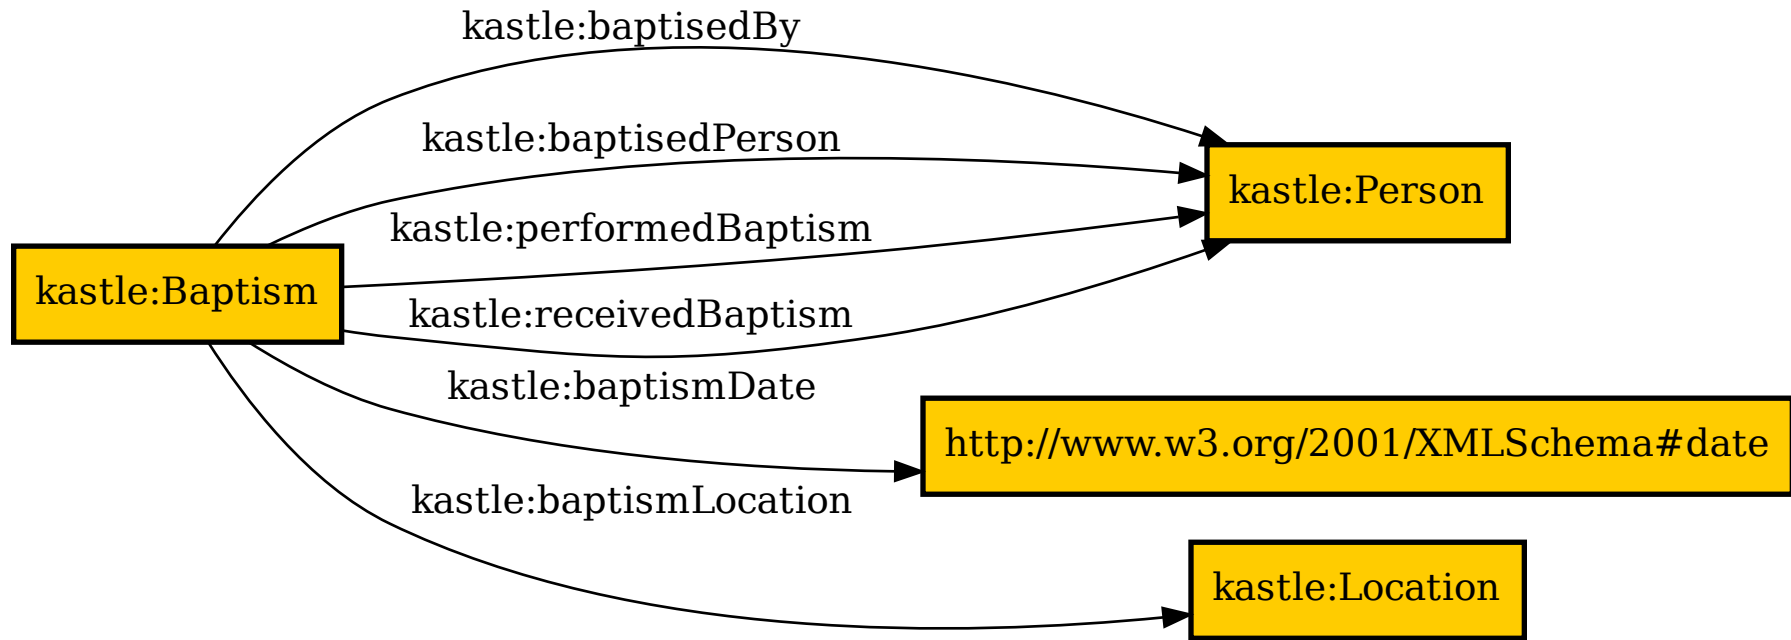 kastle:baptisedBy
kastle:baptisedPerson
kastle:Person
kastle:performedBaptism
kastle:Baptism
kastle:receivedBaptism
kastle:baptismDate
http://www.w3.org/2001/XMLSchema#date
kastle:baptismLocation
kastle:Location